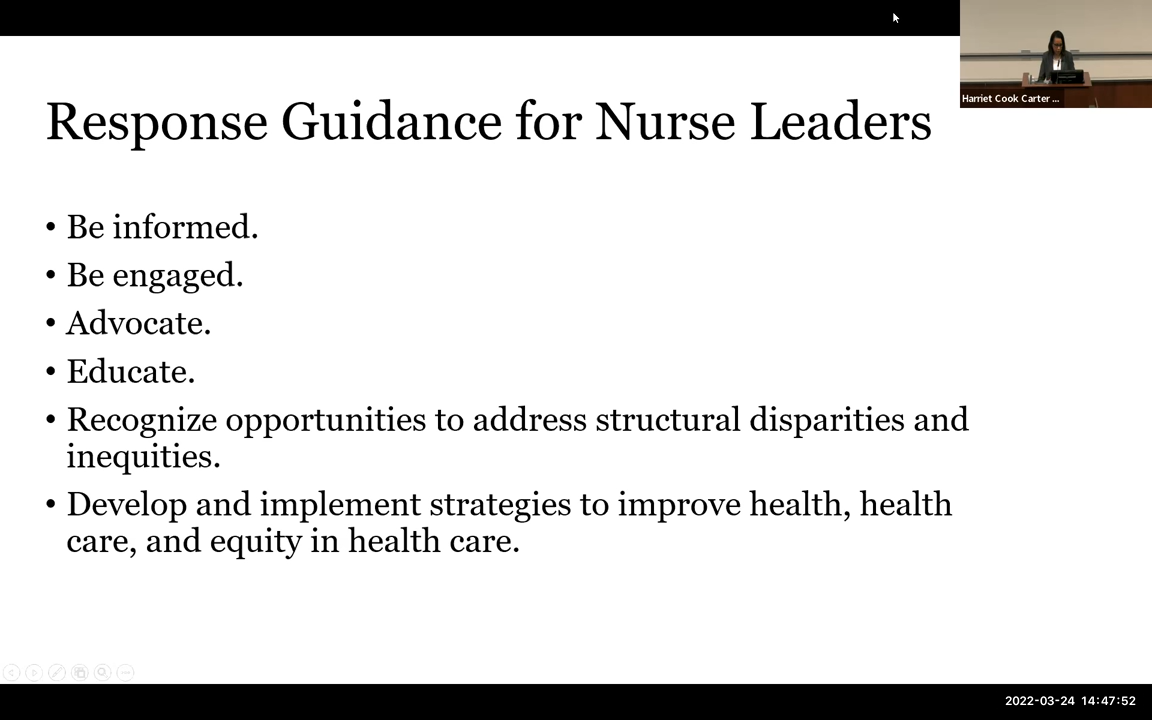 Harriet Cook Carter ...
Response Guidance for Nurse Leaders
• Be informed.
• Be engaged.
• Advocate.
• Educate.
• Recognize opportunities to address structural disparities and
inequities.
• Develop and implement strategies to improve health, health
care, and equity in health care.
2022-03-24 14:47:52